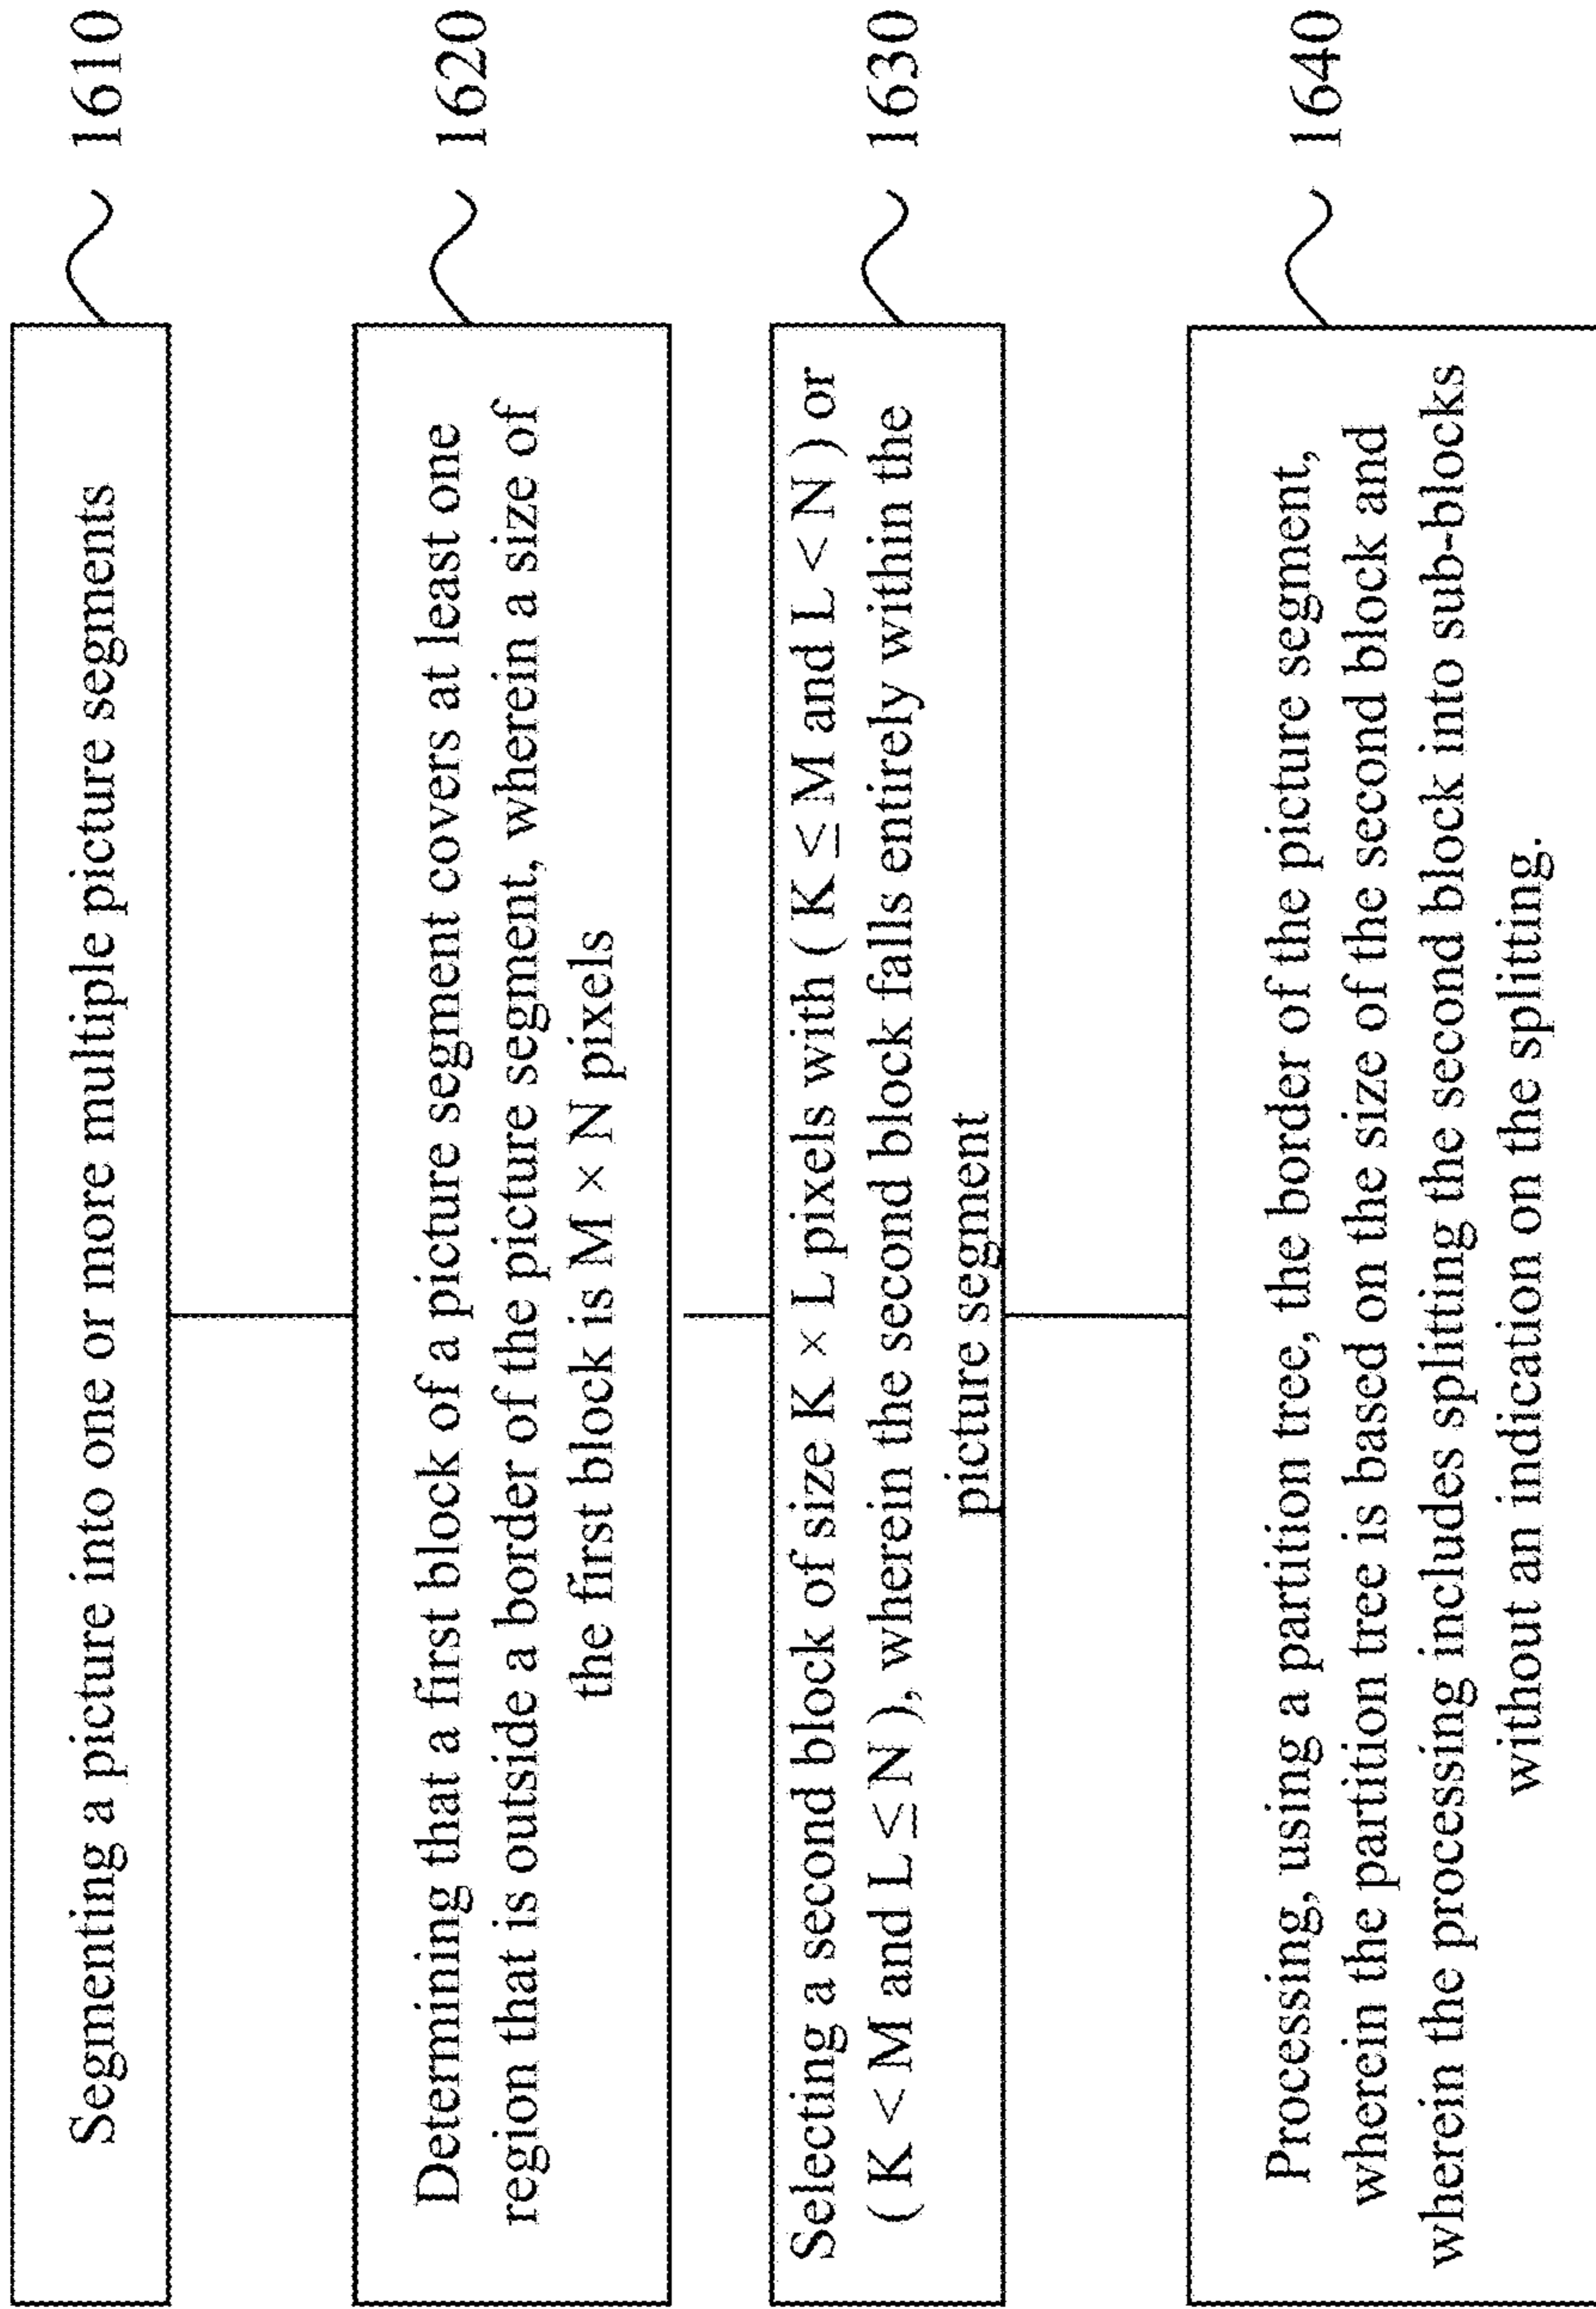 Segmenting a picture into one or more multiple picture segments
1610
Determining that a first block of a picture segment covers at least one
region that is outside a border of the picture segment, wherein a size of
the first block is M × N pixels
1620
Selecting a second block of size K × L pixels with ( K ≤ M and L < N ) or
( K < M and L ≤ N ), wherein the second block falls entirely within the
picture segment
1630
Processing, using a partition tree, the border of the picture segment,
wherein the partition tree is based on the size of the second block and
wherein the processing includes splitting the second block into sub-blocks
without an indication on the splitting.
1640